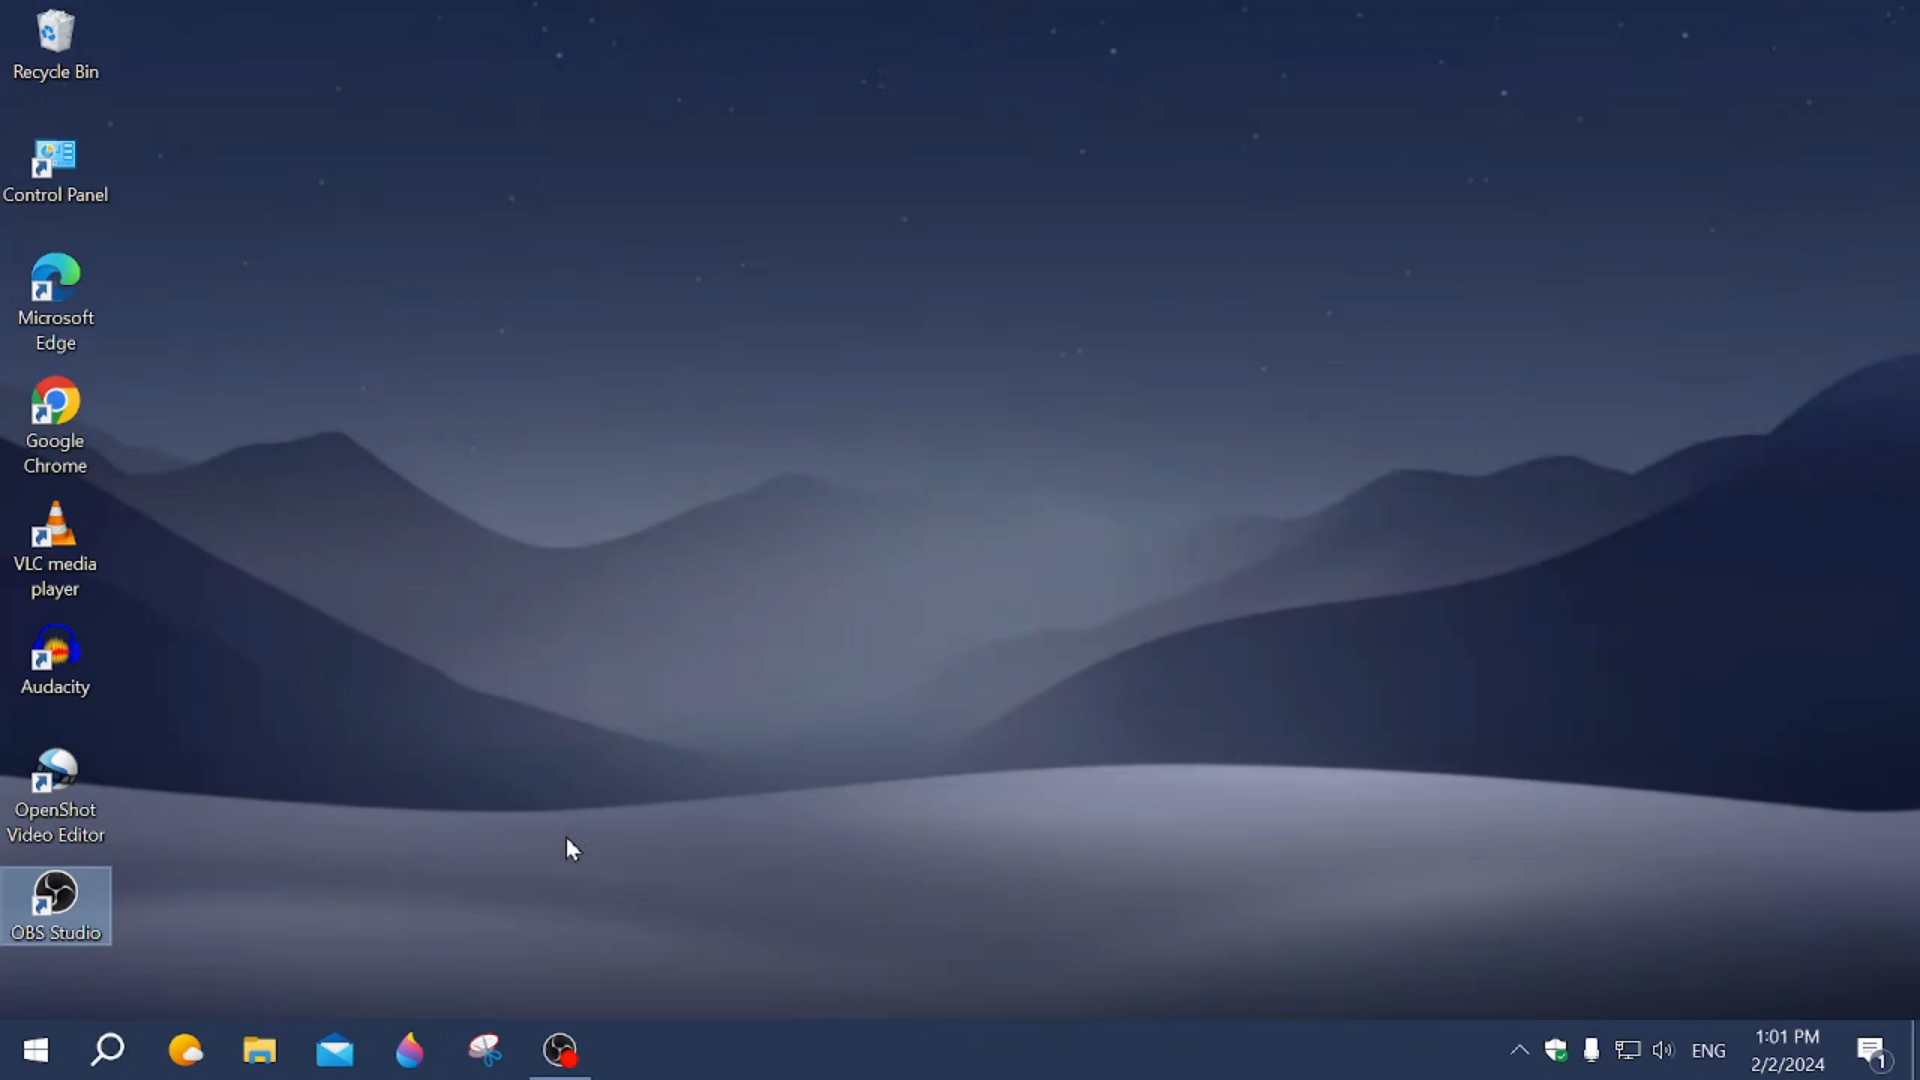 Recycle Bin
Control Panel
Microsoft
Edge
Google
Chrome
VLC media
player
Audacity
OpenShot
Video Editor
OBS Studio
ENG
1:01 PM
2/2/2024
1